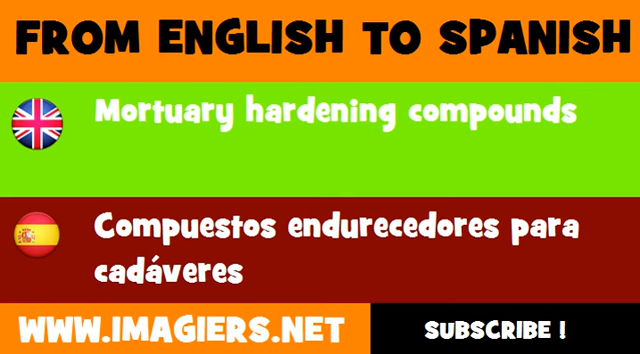 FROM ENGLISH TO SPANISH
Mortuary hardening compounds
Compuestos endurecedores para
cadáveres
WWW.IMAGIERS.NET
SUBSCRIBE !